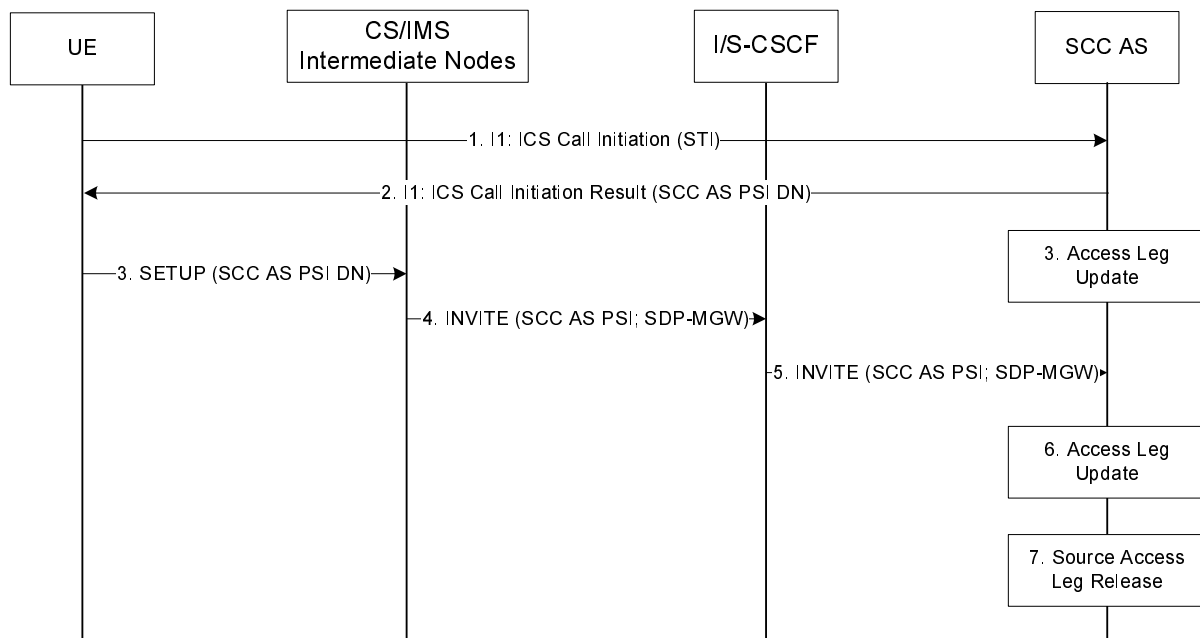 UE
CS/IMS
Intermediate Nodes
I/S-CSCF
SCC AS
1. I1: ICS Call Initiation (STI)
2. I1: ICS Call Initiation Result (SCC AS PSI DN)
3. Access Leg
Update
3. SETUP (SCC AS PSI DN)
4. INVITE (SCC AS PSI; SDP-MGW)
5. INVITE (SCC AS PSI; SDP-MGW)
6. Access Leg
Update
7. Source Access
Leg Release